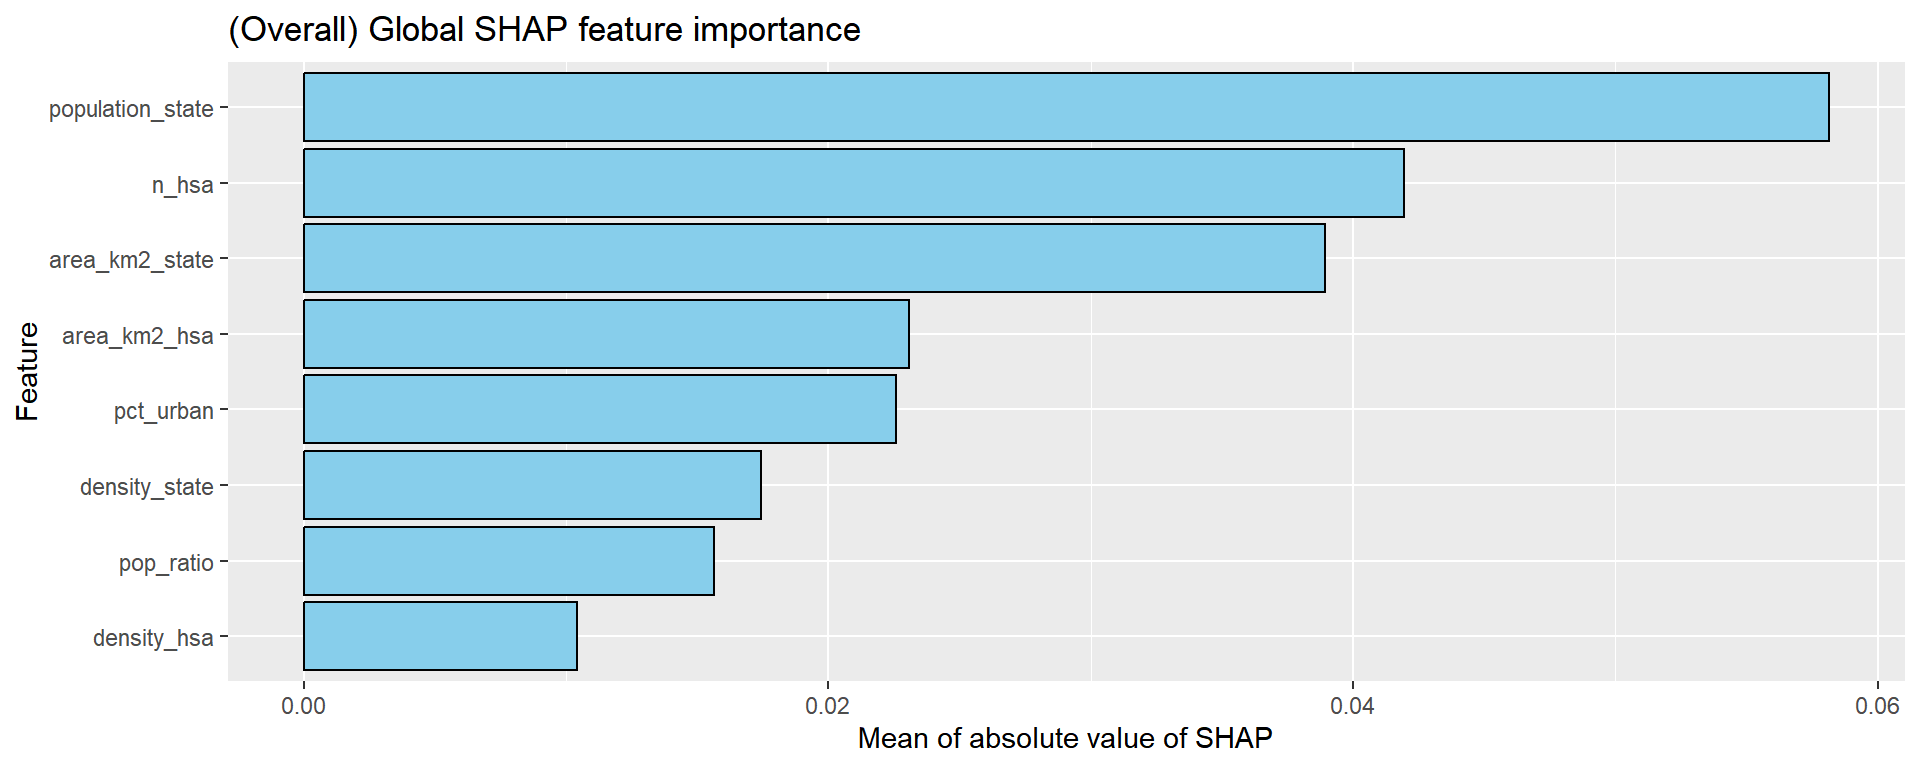 (Overall) Global SHAP feature importance
Feature
population_state
n_hsa
area_km2_state
area_km2_hsa
pct_urban
density_state
pop_ratio
density_hsa
0.00 0.02 0.04 0.06
Mean of absolute value of SHAP